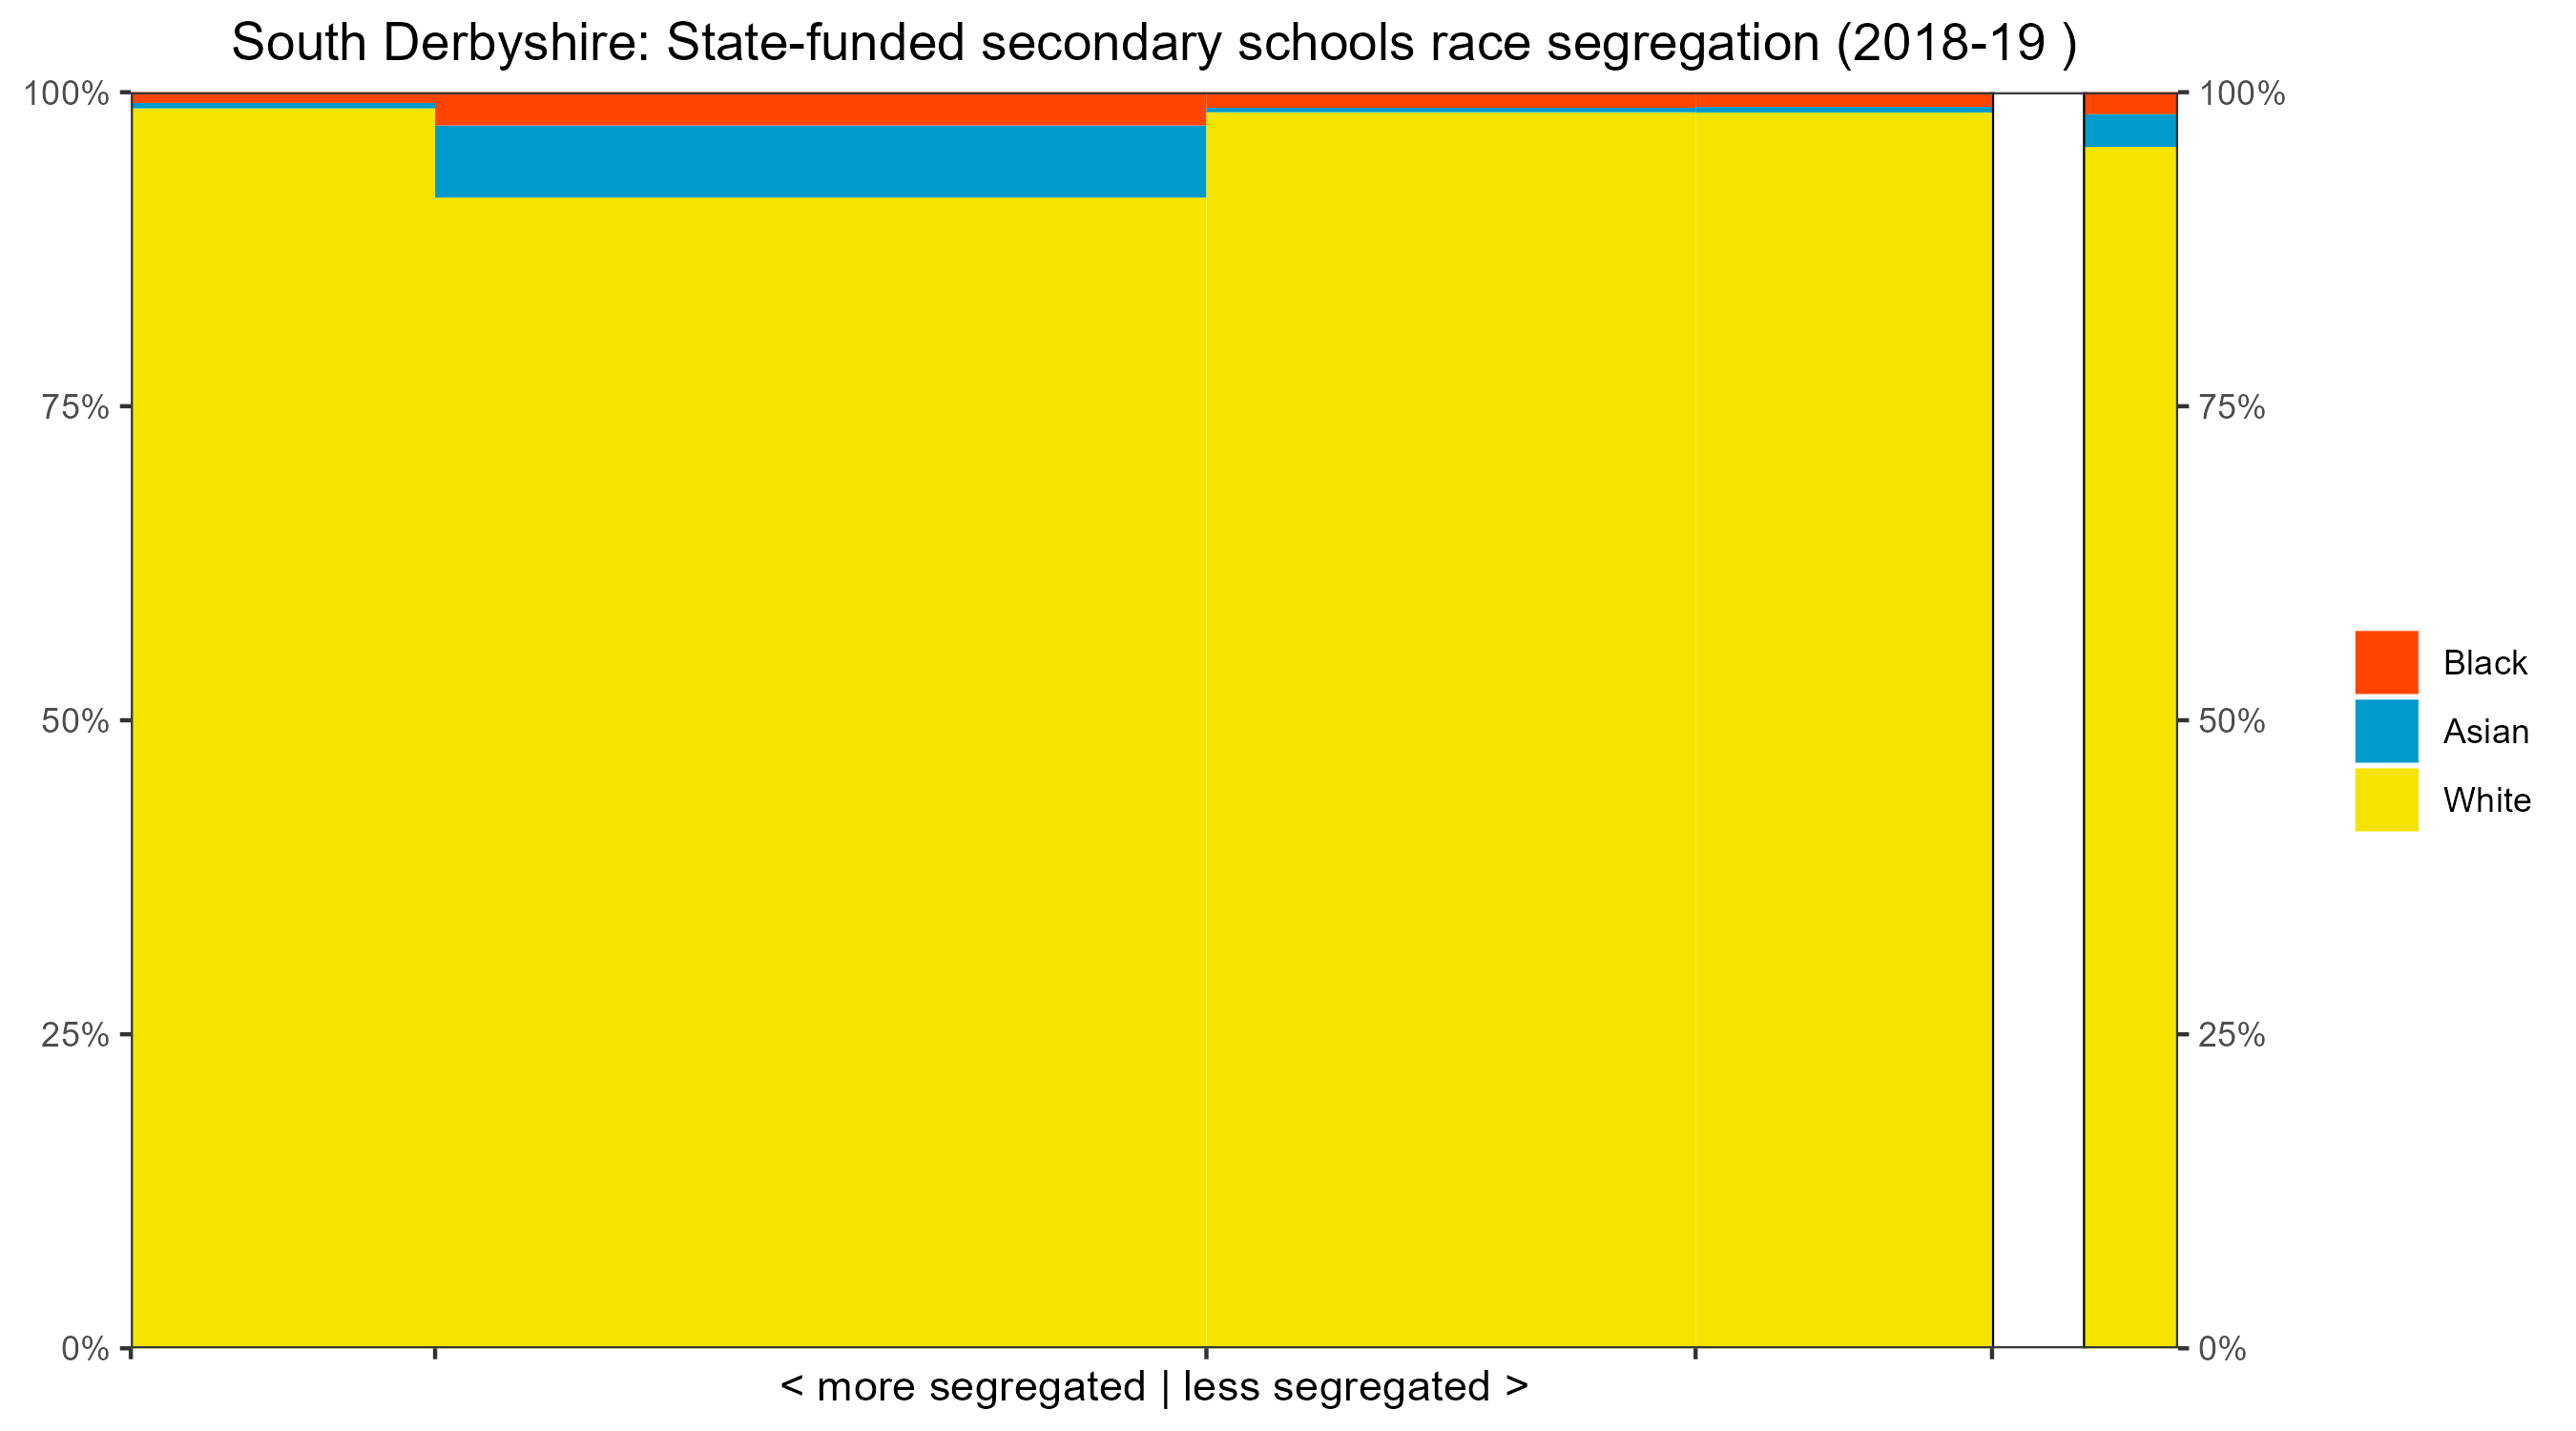 South Derbyshire: State-funded secondary schools race segregation (2018-19 )
100%
75%
50%
25%
0%
100%
75%
50%
25%
0%
Black
Asian
White
< more segregated | less segregated >